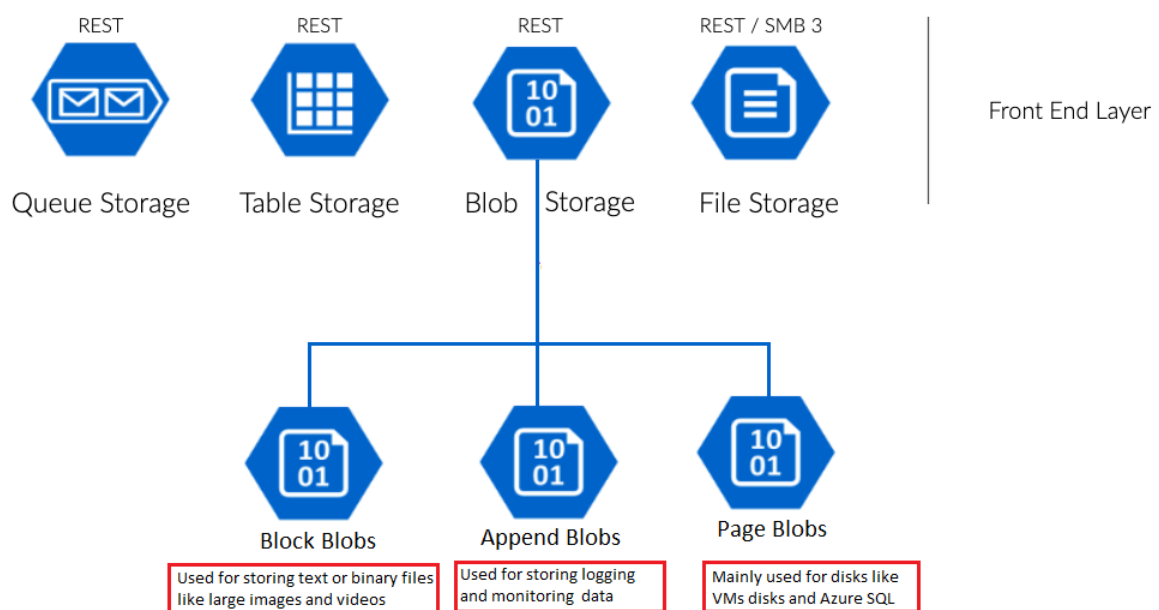 REST
REST
REST
REST / SMB 3
10
01
Front End Layer
Queue Storage
Table Storage
Blob Storage
File Storage
10
01
10
01
10
01
Block Blobs
Append Blobs
Page Blobs
Used for storing text or binary files
like large images and videos
Used for storing logging
and monitoring data
Mainly used for disks like
VMs disks and Azure SQL